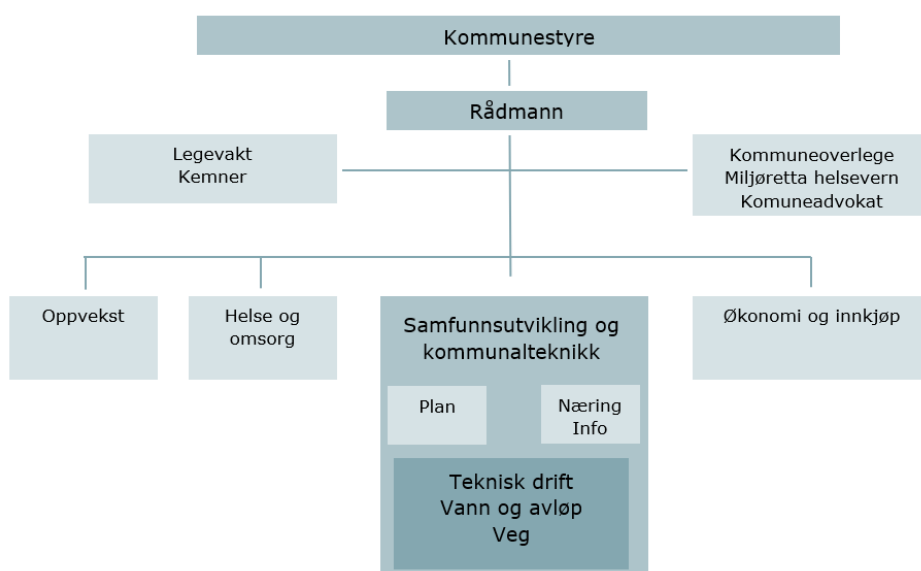 Kommunestyre
Rådmann
Legevakt
Kemner
Kommuneoverlege
Miljøretta helsevern
Komuneadvokat
Oppvekst
Helse og
omsorg
Samfunnsutvikling og
kommunalteknikk
Økonomi og innkjøp
Plan
Næring
Info
Teknisk drift
Vann og avløp
Veg